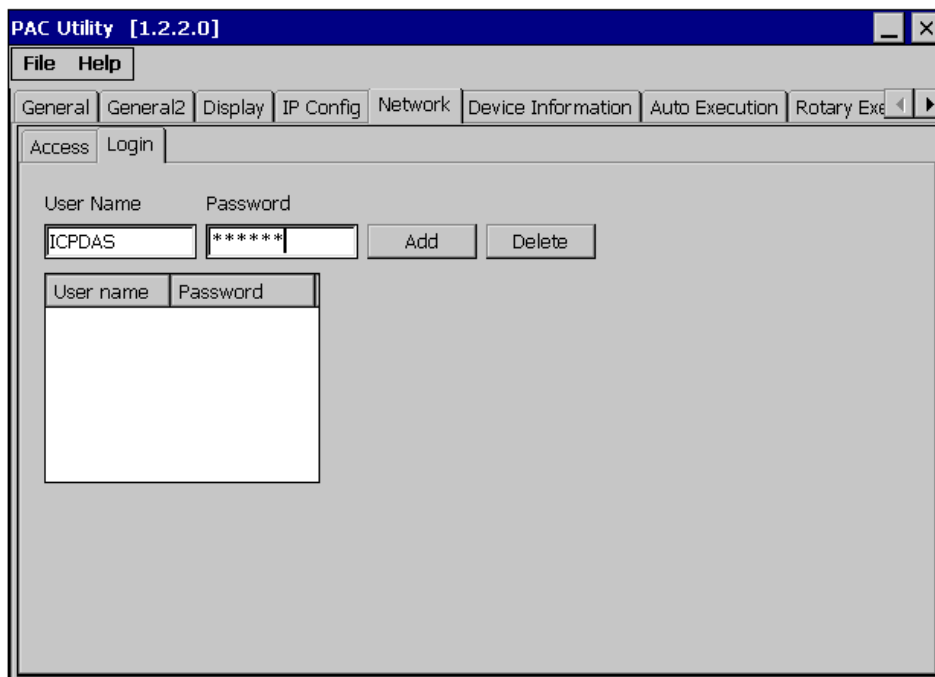 PAC Utility [1.2.2.0]
File Help
General General2 Display IP Config Network Device Information Auto Execution Rotary Exe
Access Login
User Name Password
ICPDAS ****** Add Delete
User name Password